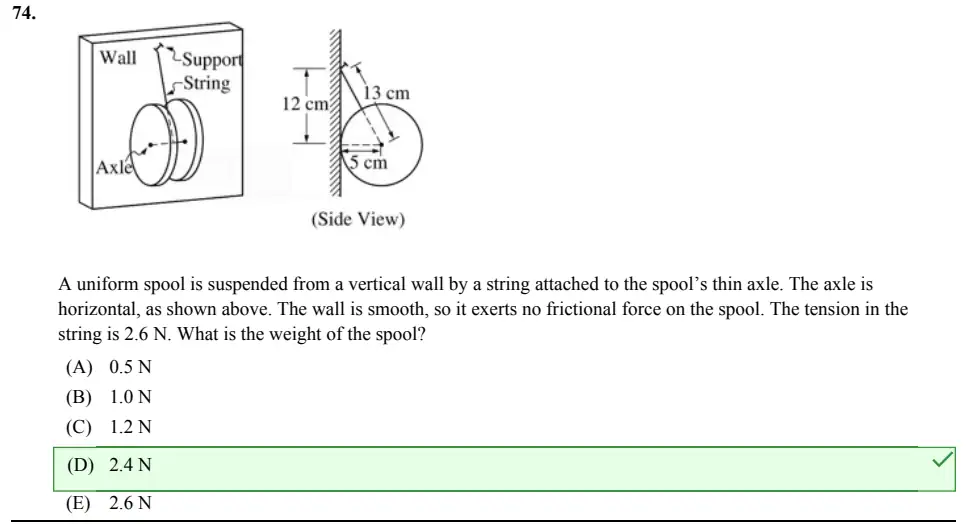 74.
Wall
Support
String
Axle
12 cm
13 cm
5 cm
(Side View)
A uniform spool is suspended from a vertical wall by a string attached to the spool’s thin axle. The axle is
horizontal, as shown above. The wall is smooth, so it exerts no frictional force on the spool. The tension in the
string is 2.6 N. What is the weight of the spool?
(A) 0.5 N
(B) 1.0 N
(C) 1.2 N
(D) 2.4 N
(E) 2.6 N